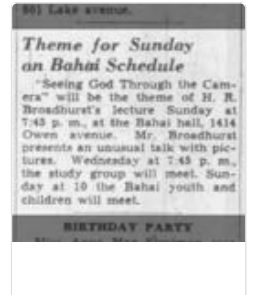 861 Lake avenue.
Theme for Sunday
on Bahai Schedule
"Seeing God Through the Cam-
era" will be the theme of H. R.
Broadhurst's lecture Sunday at
7:45 p. m., at the Bahai hall, 1414
Owen avenue. Mr. Broadhurst
presents an unusual talk with pic-
tures. Wednesday at 7:45 p. m.,
the study group will meet. Sun-
day at 10 the Bahai youth and
children will meet.
BIRTHDAY PARTY